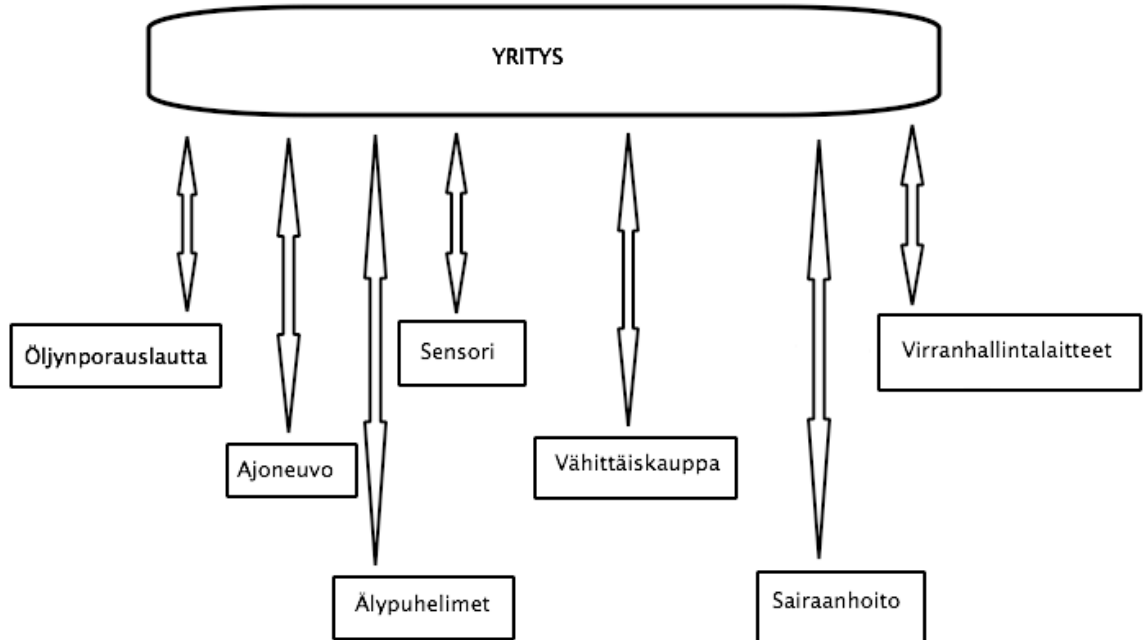 YRITYS
Öljynporauslautta
Sensori
Virranhallintalaitteet
Ajoneuvo
Vähittäiskauppa
Älypuhelimet
Sairaanhoito